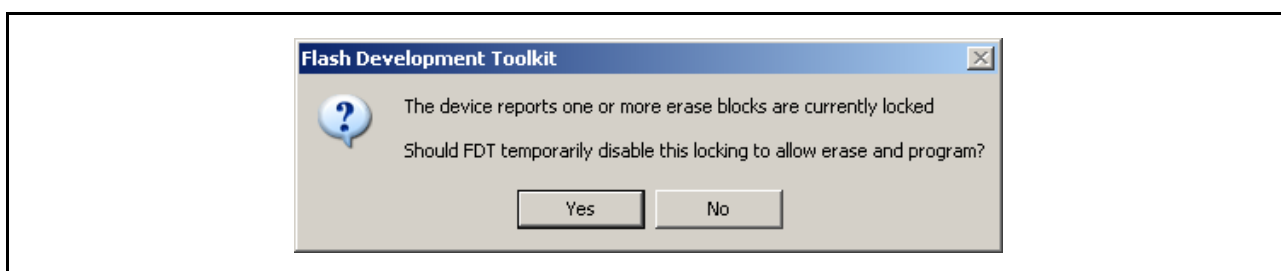 Flash Development Toolkit
The device reports one or more erase blocks are currently locked
Should FDT temporarily disable this locking to allow erase and program?
Yes No